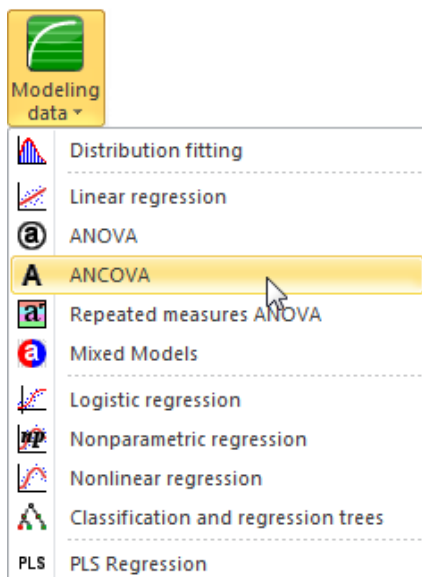 Modeling
data
Distribution fitting
Linear regression
a ANOVA
A ANCOVA
a Repeated measures ANOVA
a Mixed Models
Logistic regression
np Nonparametric regression
Nonlinear regression
Classification and regression trees
PLS PLS Regression